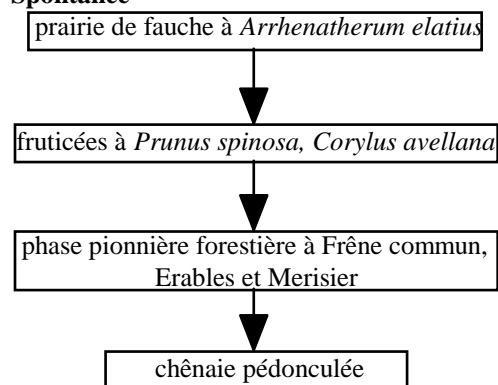 Spontanée
prairie de fauche à Arrhenatherum elatius
fruticées à Prunus spinosa, Corylus avellana
phase pionnière forestière à Frêne commun,
Erables et Merisier
chênaie pédonculée